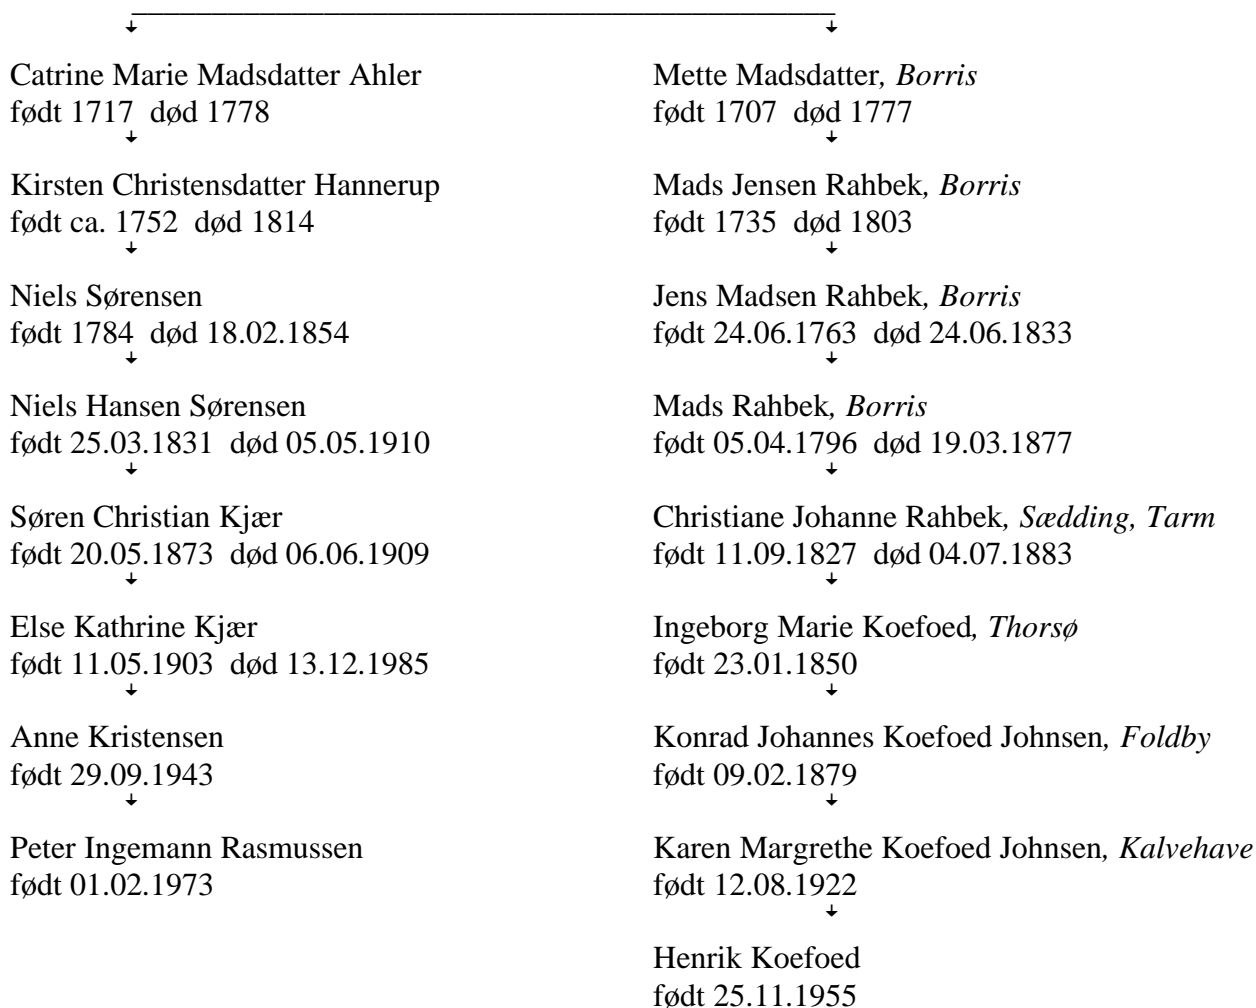 Catrine Marie Madsdatter Ahler
født 1717 død 1778
Kirsten Christensdatter Hannerup
født ca. 1752 død 1814
Niels Sørensen
født 1784 død 18.02.1854
Niels Hansen Sørensen
født 25.03.1831 død 05.05.1910
Søren Christian Kjær
født 20.05.1873 død 06.06.1909
Else Kathrine Kjær
født 11.05.1903 død 13.12.1985
Anne Kristensen
født 29.09.1943
Peter Ingemann Rasmussen
født 01.02.1973
Mette Madsdatter, Borris
født 1707 død 1777
Mads Jensen Rahbek, Borris
født 1735 død 1803
Jens Madsen Rahbek, Borris
født 24.06.1763 død 24.06.1833
Mads Rahbek, Borris
født 05.04.1796 død 19.03.1877
Christiane Johanne Rahbek, Sædding, Tarm
født 11.09.1827 død 04.07.1883
Ingeborg Marie Koefoed, Thorsø
født 23.01.1850
Konrad Johannes Koefoed Johnsen, Foldby
født 09.02.1879
Karen Margrethe Koefoed Johnsen, Kalvehave
født 12.08.1922
Henrik Koefoed
født 25.11.1955